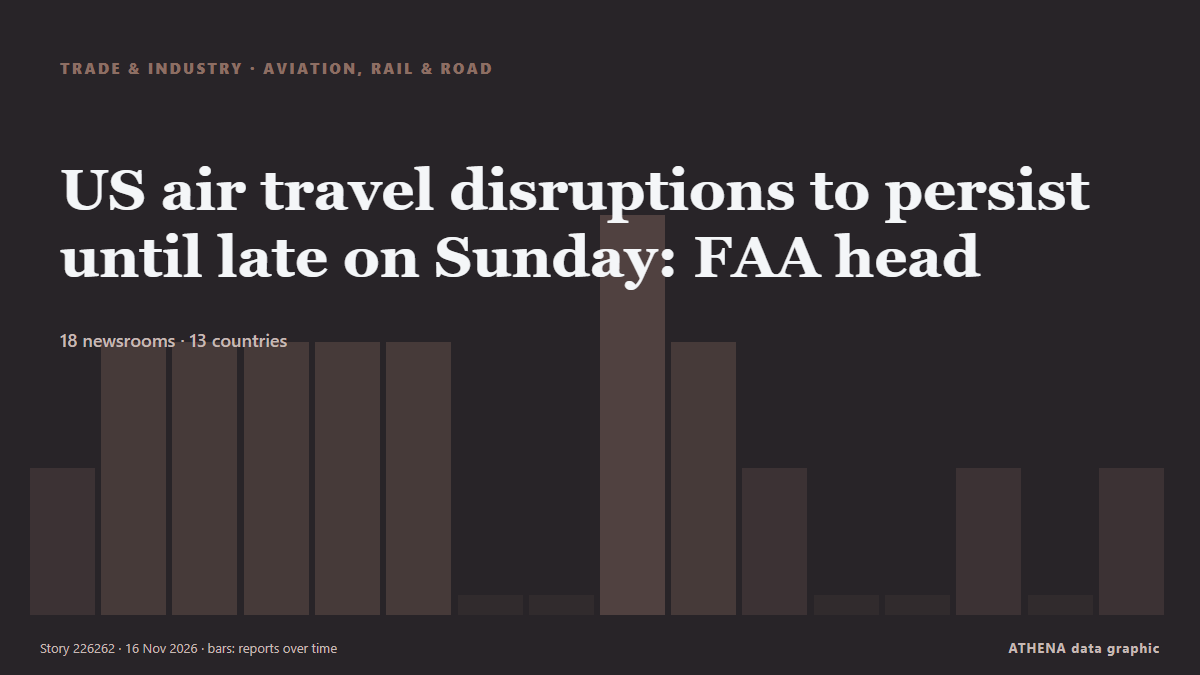 TRADE & INDUSTRY · AVIATION, RAIL & ROAD
US air travel disruptions to persist
until late on Sunday: FAA head
18 newsrooms · 13 countries
Story 226262 · 16 Nov 2026 · bars: reports over time
ATHENA data graphic